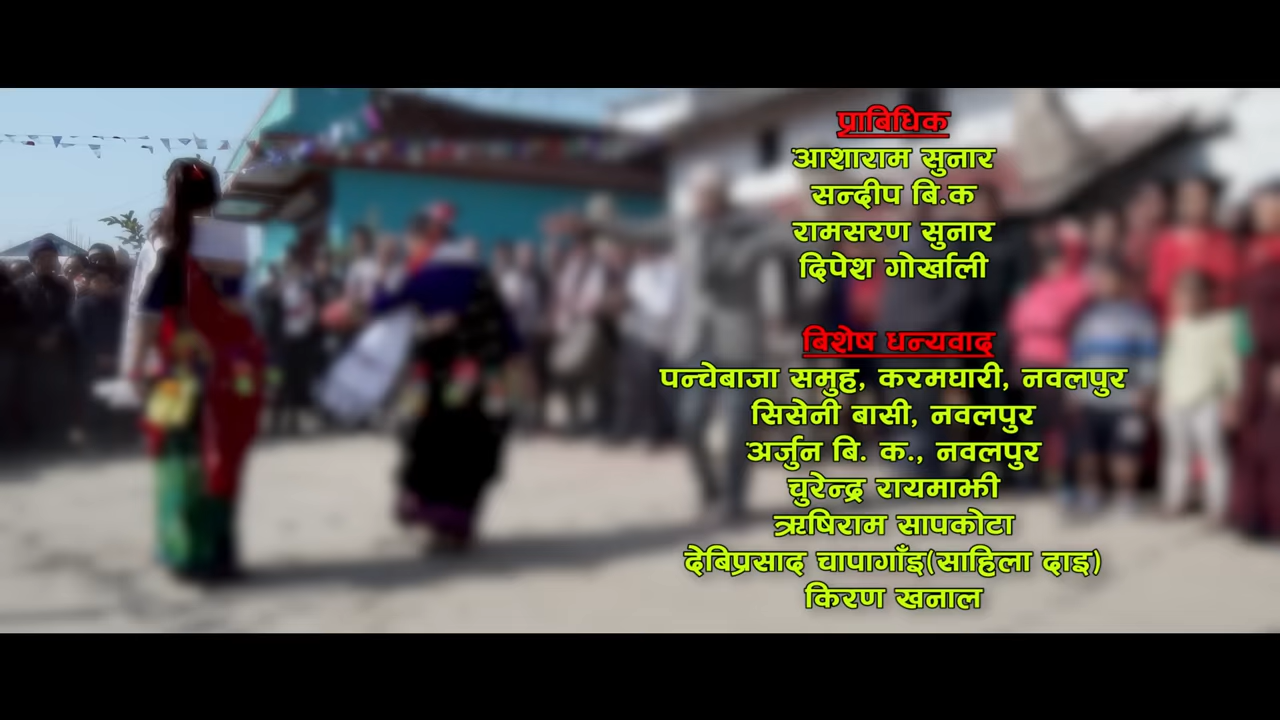 प्राबिधिक
आशाराम सुनार
सन्दीप बि.क
रामसरण सुनार
दिपेश गोर्खाली
बिशेष धन्यवाद
पन्चेबाजा समुह, करमघारी, नवलपुर
सिसेनी बासी, नवलपुर
अर्जुन बि. क., नवलपुर
चुरेन्द्र रायमाझी
ऋषिराम सापकोटा
देबिप्रसाद चापागाँइ(साहिला दाइ)
किरण खनाल